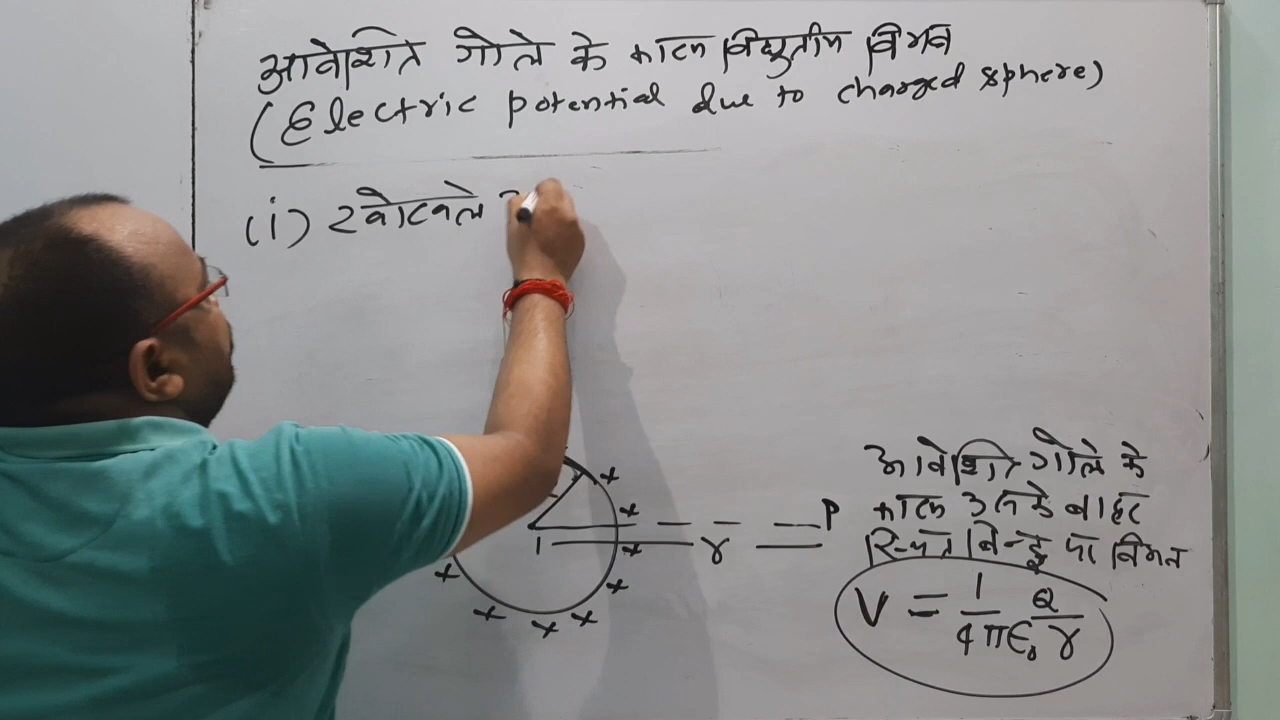 आवेशित गोले के कारण विद्युतीय विभव
(Electric potential due to charged sphere)
(i) खोखले
आवेशित गोले के
कारण उसके बाहर
स्थित बिन्दु पर विभव
P
r
V = 1/4πϵ₀ Q/r